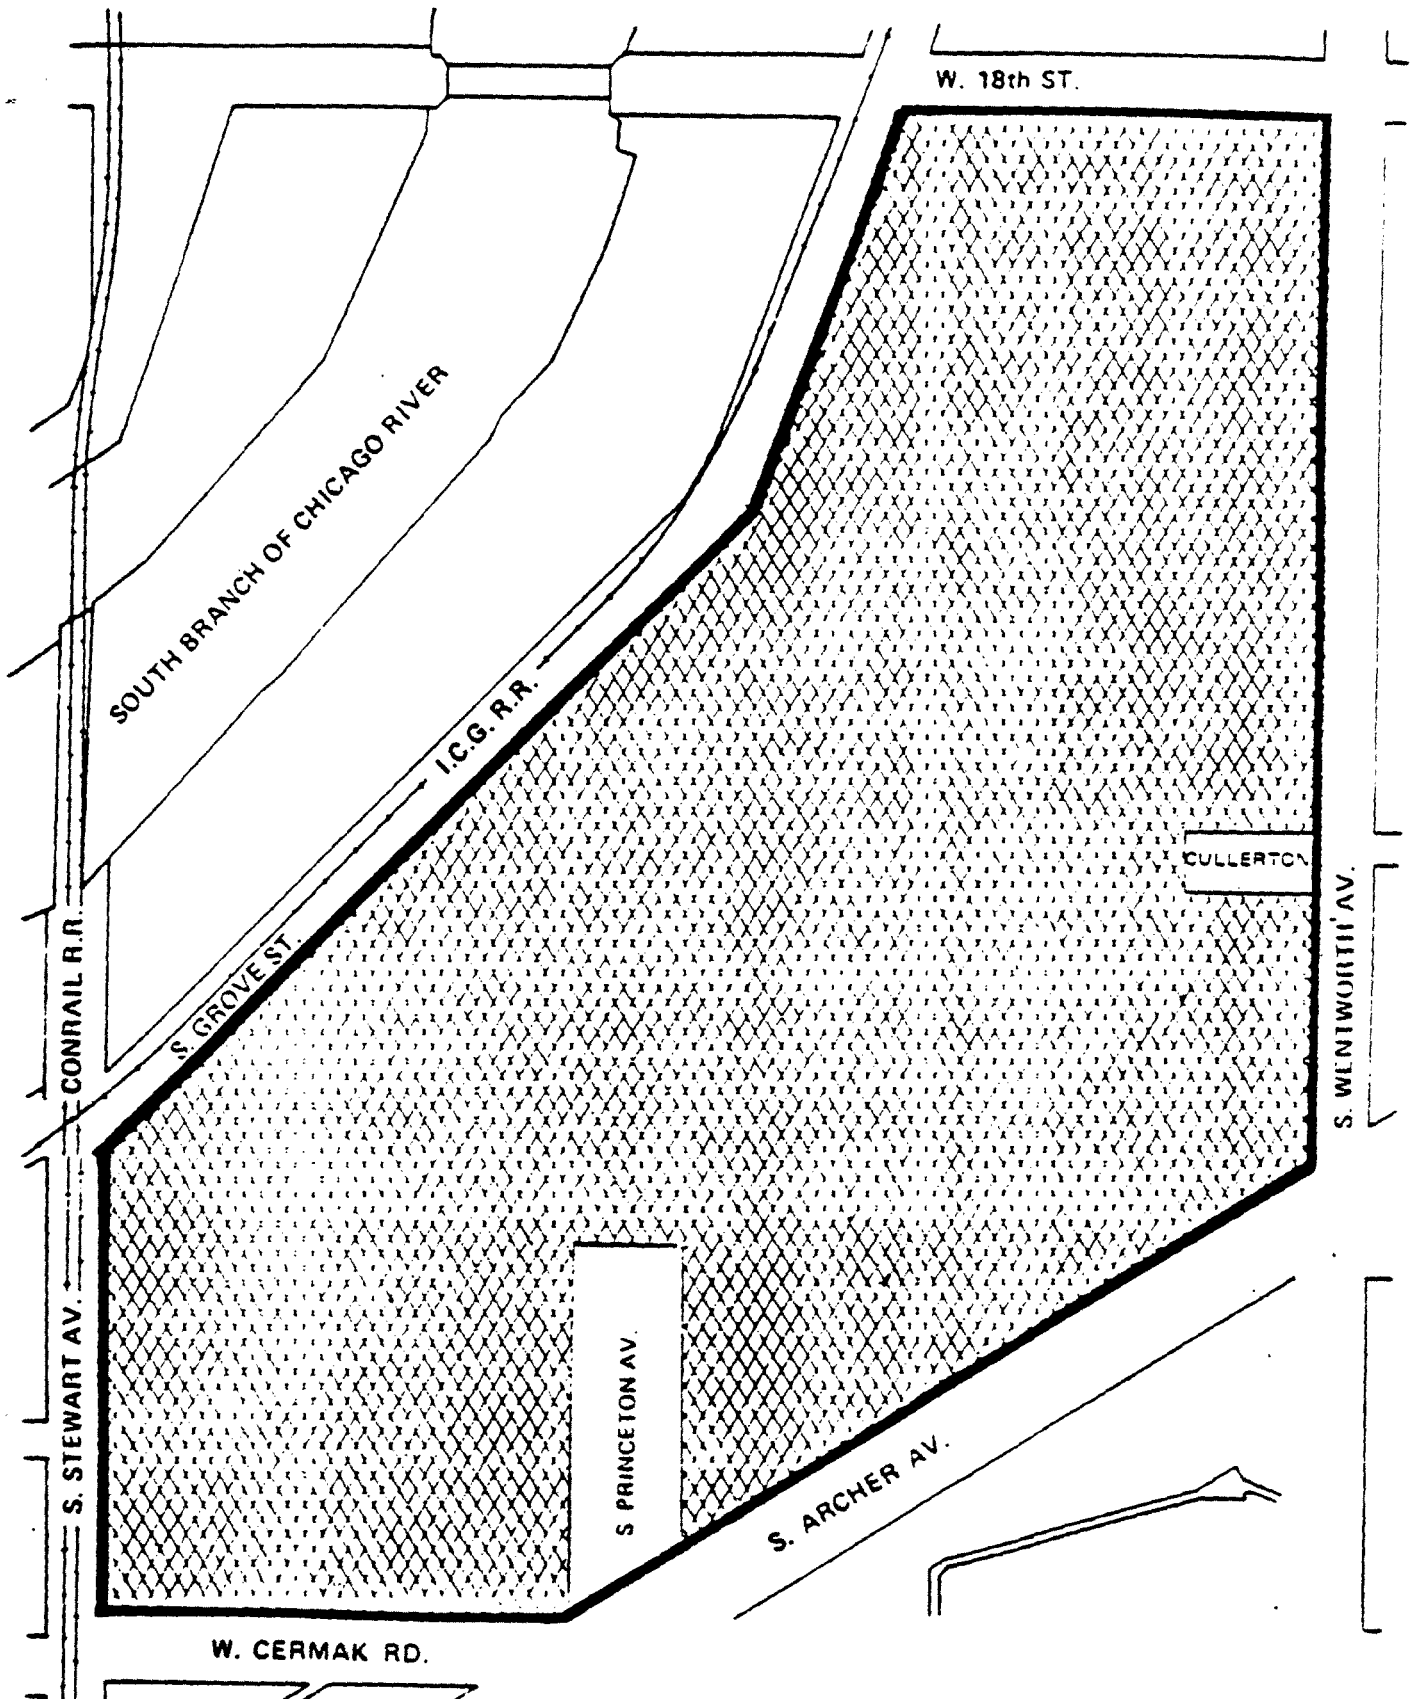 W. 18th ST.
SOUTH BRANCH OF CHICAGO RIVER
I.C.G. R.R.
CULLERTON
S. WENTWORTH AV.
S. GROVE ST.
CONRAIL R.R.
S. STEWART AV.
S PRINCETON AV.
S. ARCHER AV.
W. CERMAK RD.